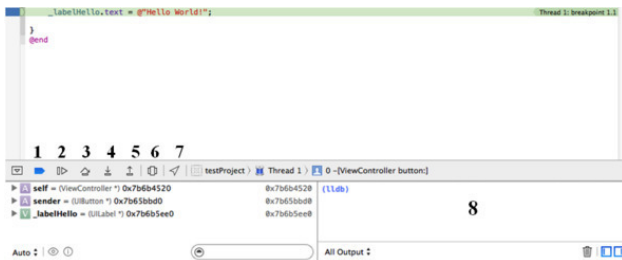 _labelHello.text = @"Hello World!"; Thread 1: breakpoint 1.1
}
@end
1 2 3 4 5 6 7
testProject Thread 1 0 -[ViewController button:]
self = (ViewController *) 0x7b6b4520 0x7b6b4520 (lldb)
A sender = (UIButton *) 0x7b65bbd0 0x7b65bbd0
V _labelHello = (UILabel *) 0x7b6b5ee0 0x7b6b5ee0
8
Auto All Output